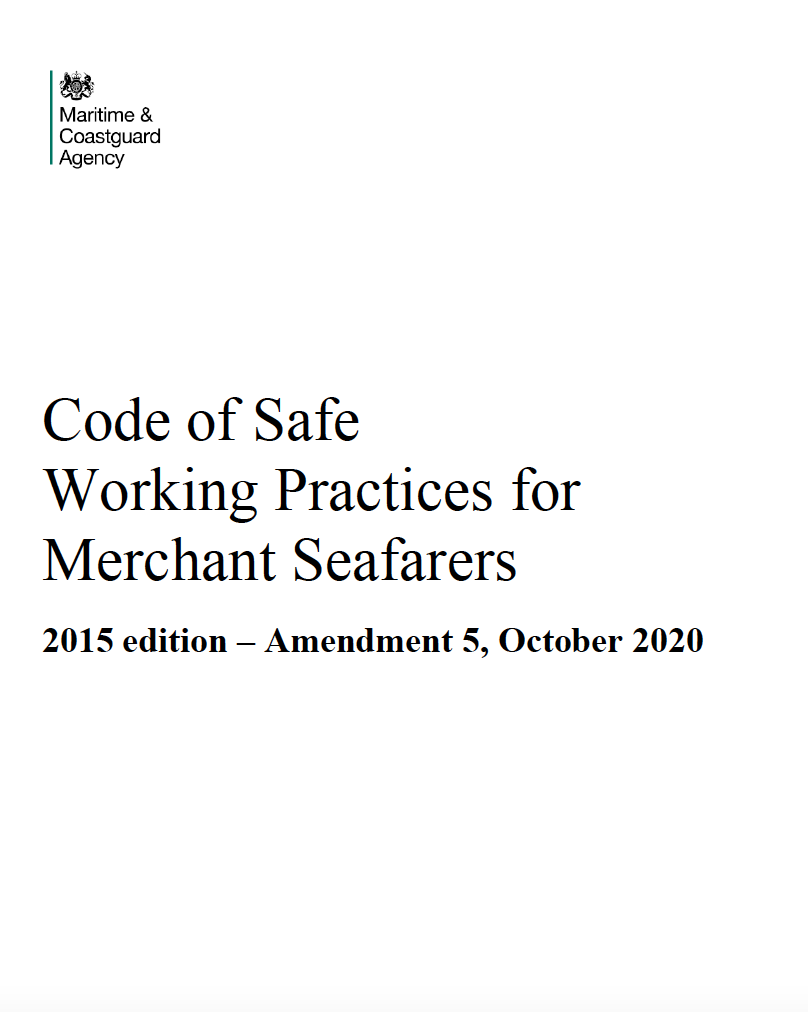 Maritime &
Coastguard
Agency
Code of Safe
Working Practices for
Merchant Seafarers
2015 edition – Amendment 5, October 2020